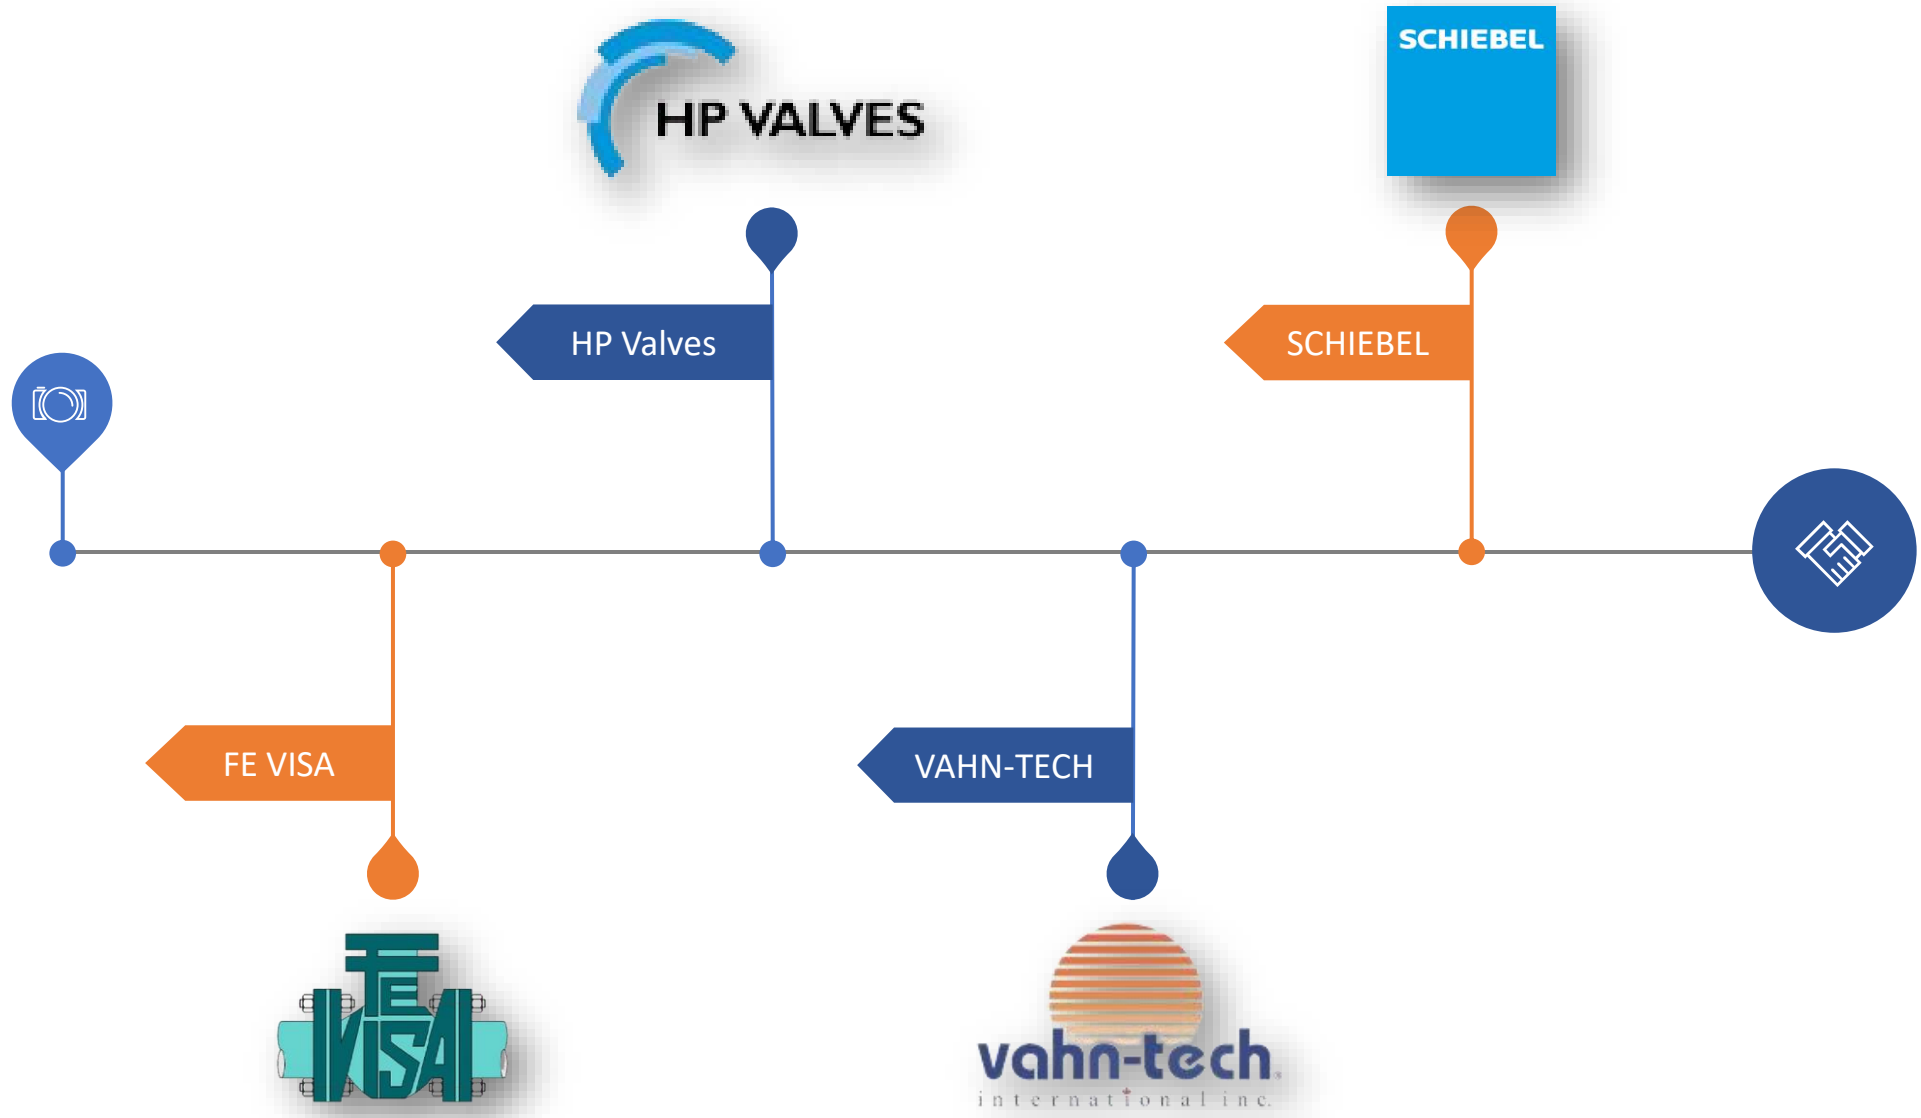 HP VALVES
SCHIEBEL
HP Valves
SCHIEBEL
FE VISA
VAHN-TECH
FE
VISA
vahn-tech
international inc.